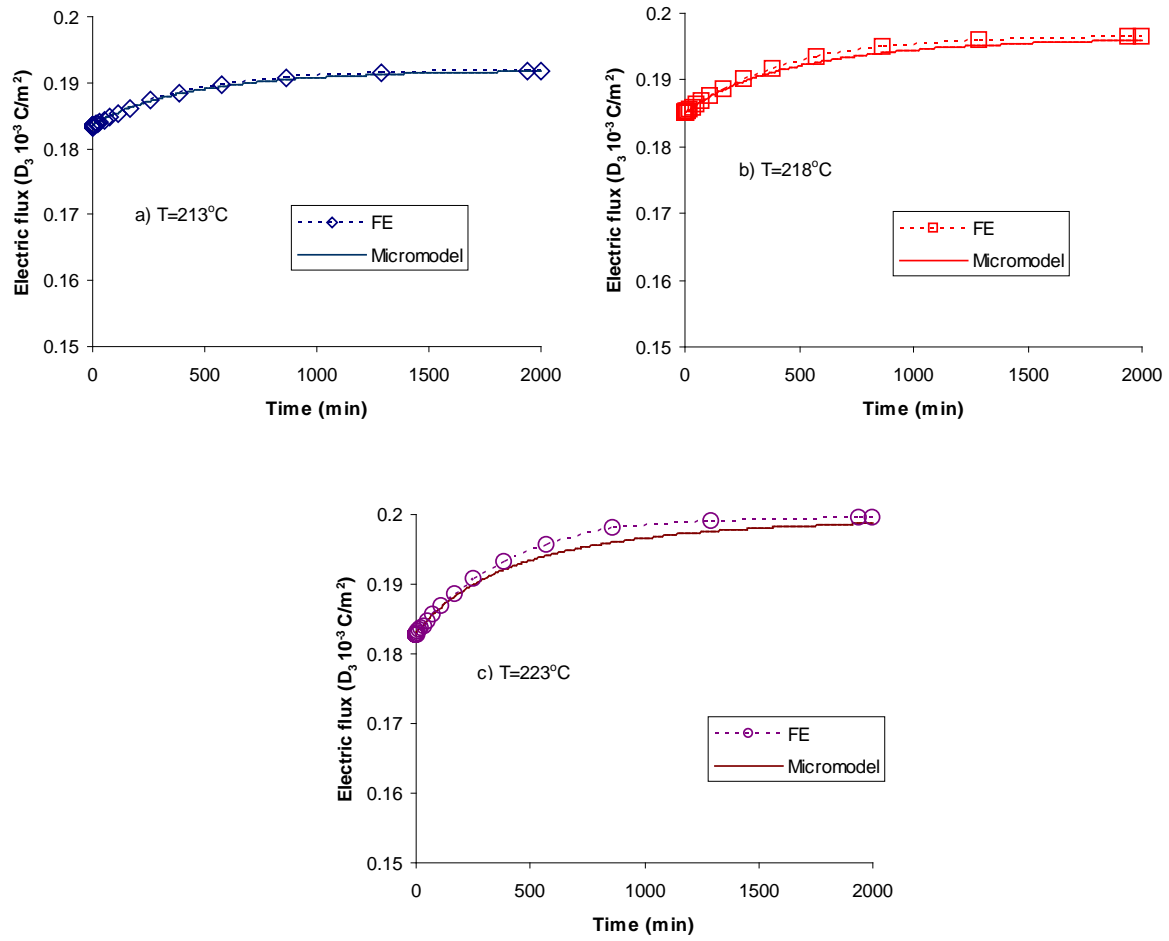 0.2
0.19
0.18
0.17
0.16
0.15
Electric flux (D₃ 10⁻³ C/m²)
a) T=213°C
FE
Micromodel
0 500 1000 1500 2000
Time (min)
0.2
0.19
0.18
0.17
0.16
0.15
Electric flux (D₃ 10⁻³ C/m²)
b) T=218°C
FE
Micromodel
0 500 1000 1500 2000
Time (min)
0.2
0.19
0.18
0.17
0.16
0.15
Electric flux (D₃ 10⁻³ C/m²)
c) T=223°C
FE
Micromodel
0 500 1000 1500 2000
Time (min)